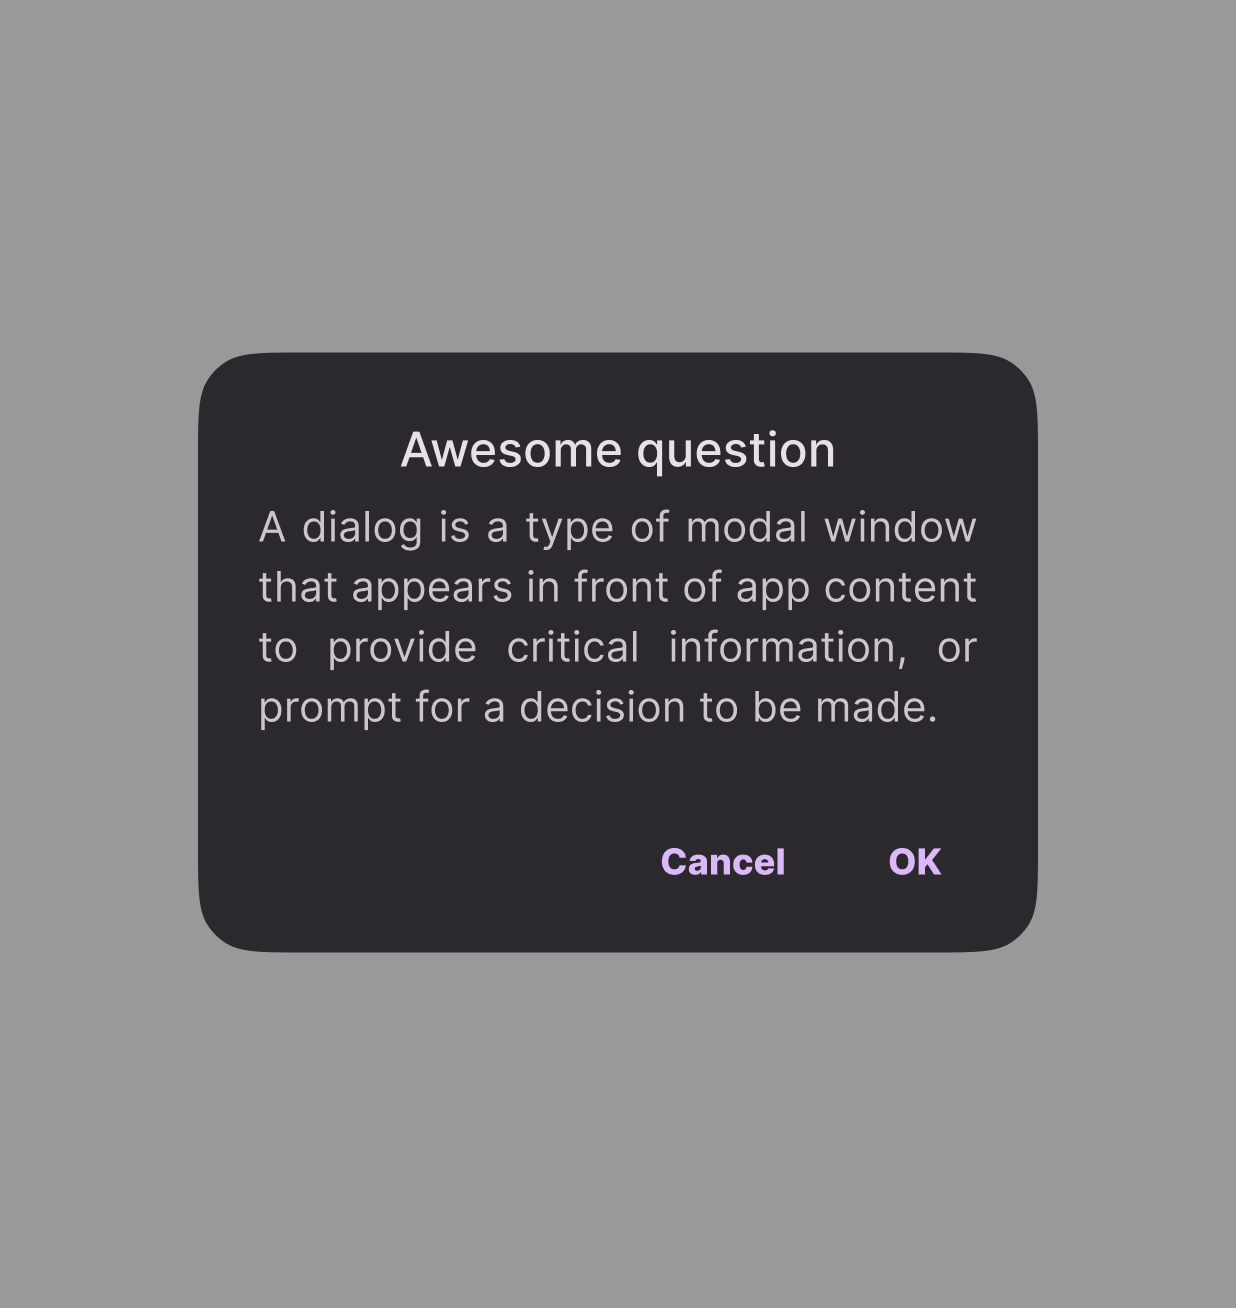 Awesome question
A dialog is a type of modal window
that appears in front of app content
to provide critical information, or
prompt for a decision to be made.
Cancel OK